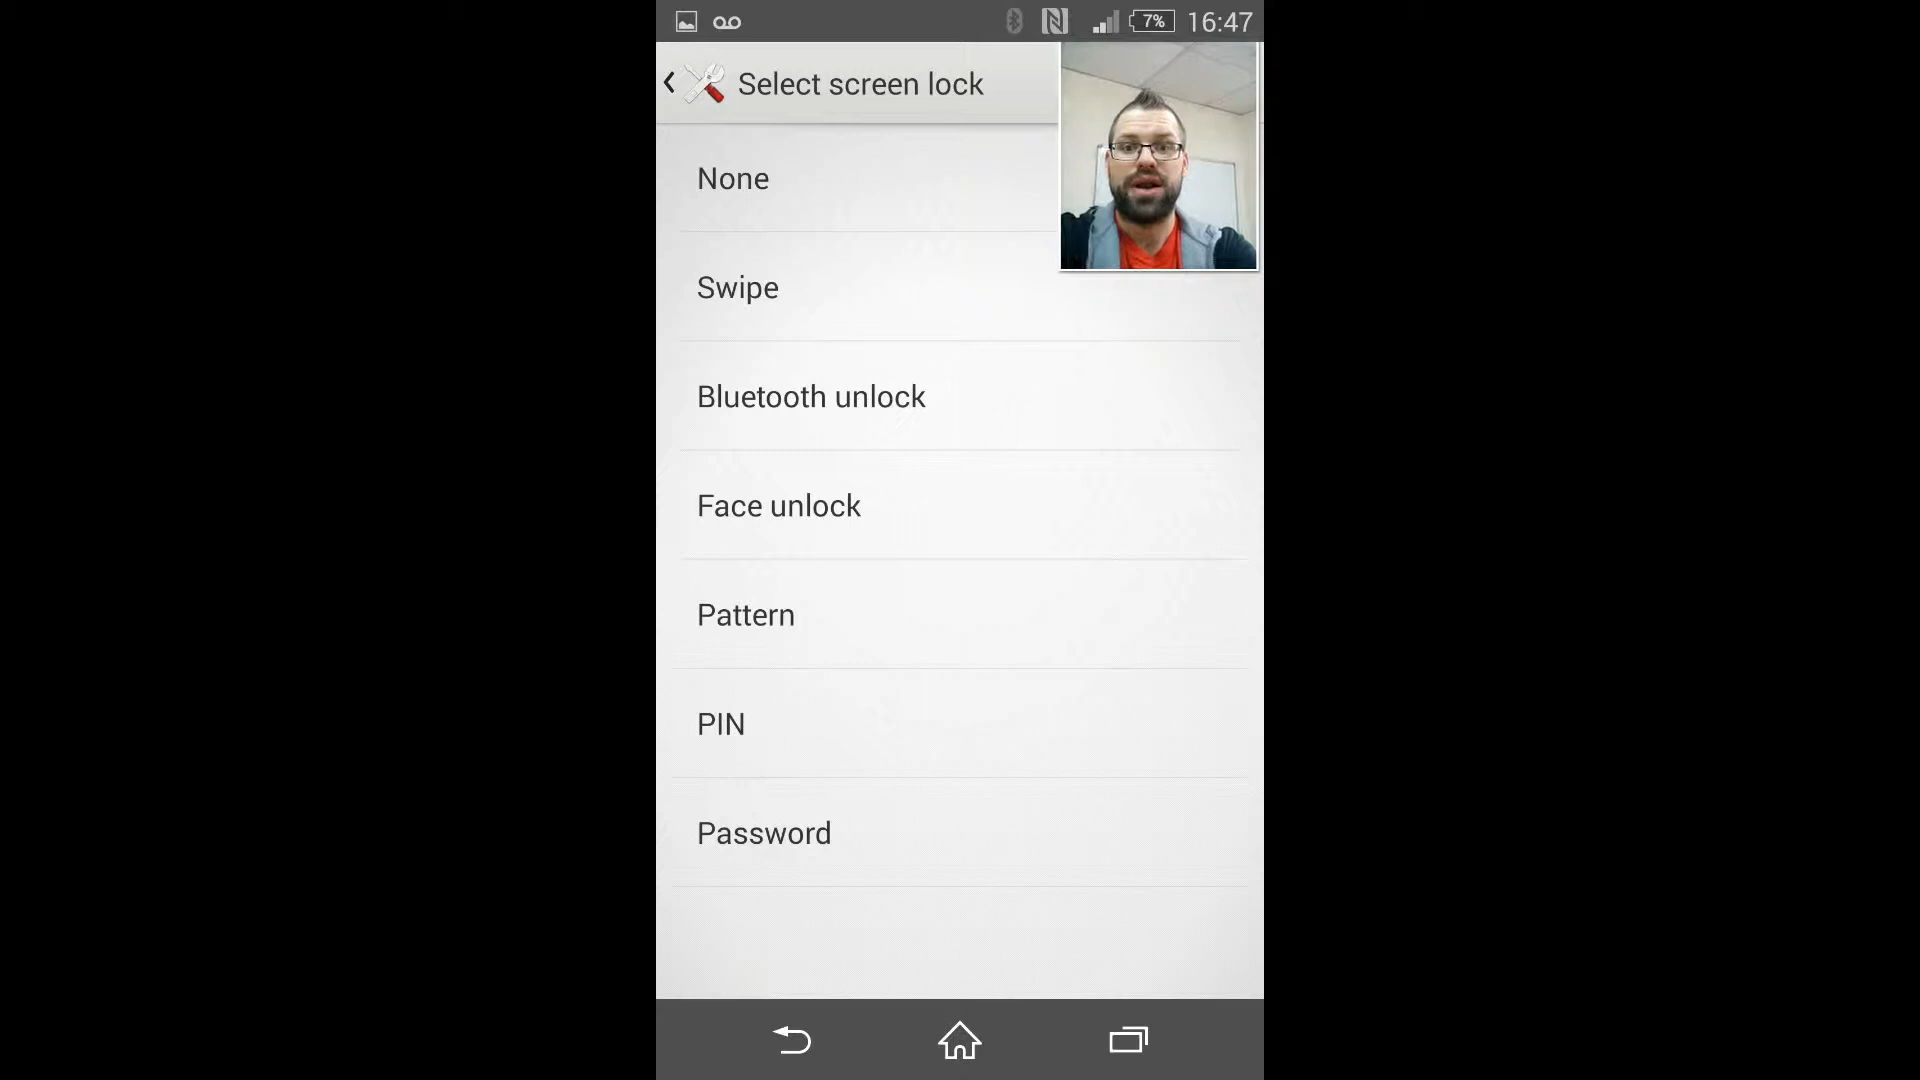 7% 16:47
Select screen lock
None
Swipe
Bluetooth unlock
Face unlock
Pattern
PIN
Password